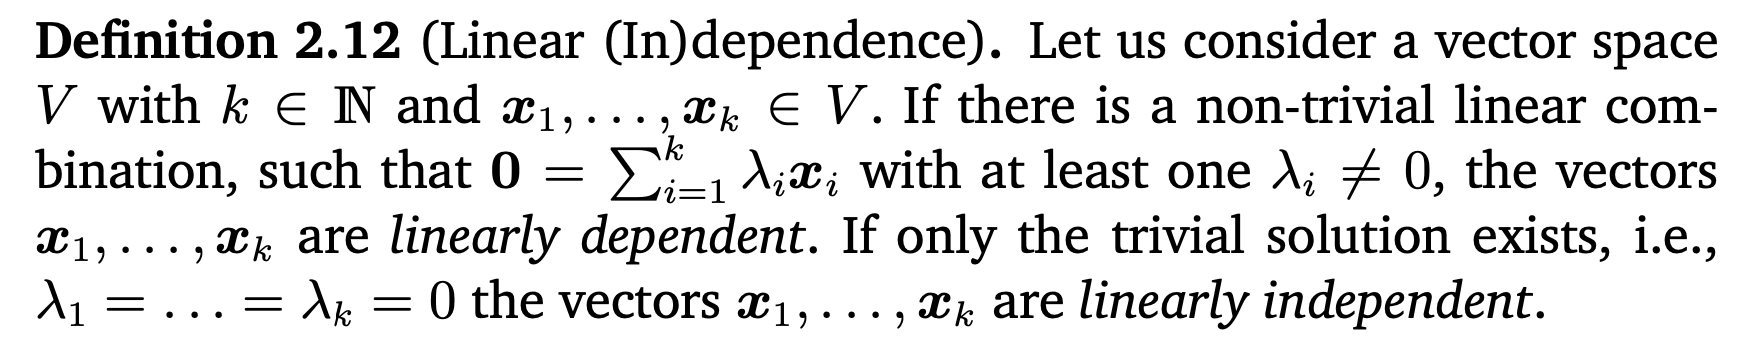 Definition 2.12 (Linear (In)dependence). Let us consider a vector space
V with k ∈ ℕ and x₁, . . . , xₖ ∈ V. If there is a non-trivial linear com-
bination, such that 0 = ∑ᵏᵢ₌₁ λᵢxᵢ with at least one λᵢ ≠ 0, the vectors
x₁, . . . , xₖ are linearly dependent. If only the trivial solution exists, i.e.,
λ₁ = . . . = λₖ = 0 the vectors x₁, . . . , xₖ are linearly independent.